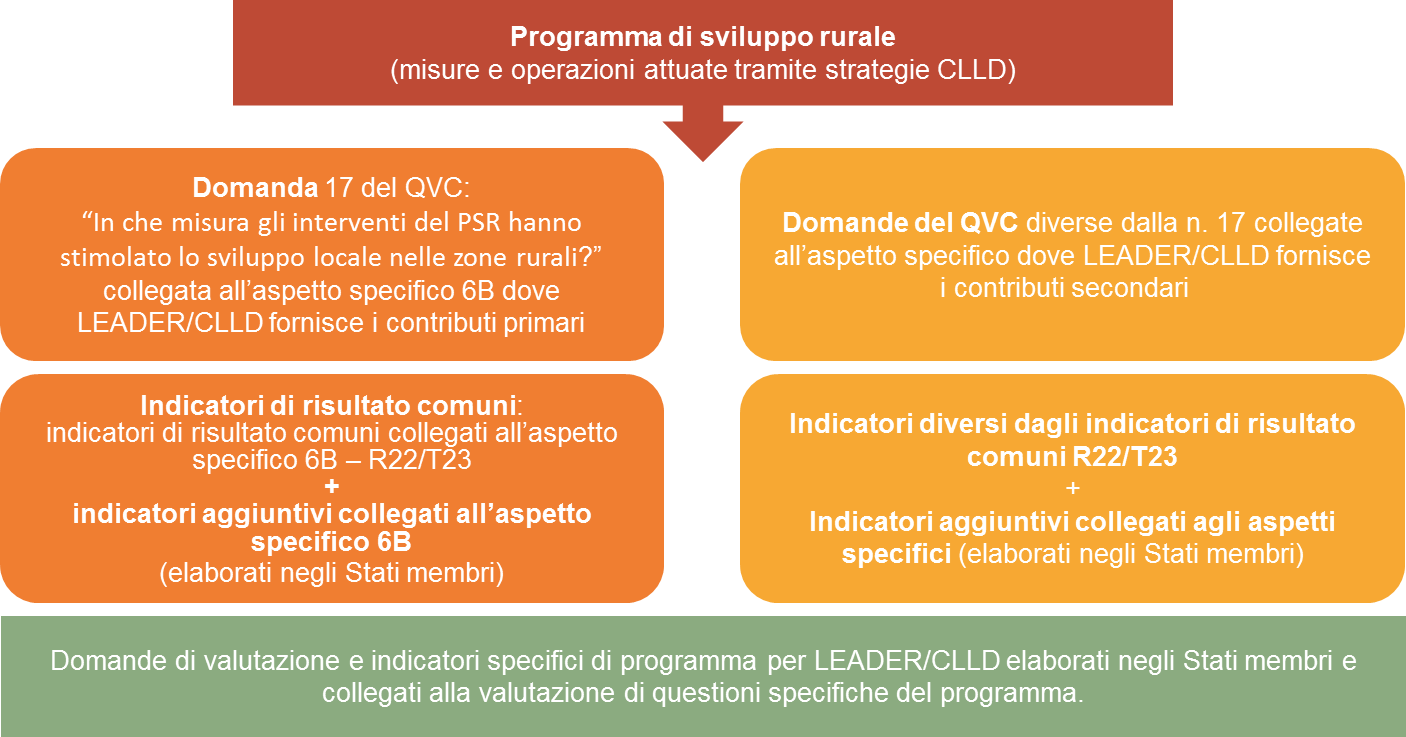 Programma di sviluppo rurale
(misure e operazioni attuate tramite strategie CLLD)
Domanda 17 del QVC:
“In che misura gli interventi del PSR hanno
stimolato lo sviluppo locale nelle zone rurali?”
collegata all’aspetto specifico 6B dove
LEADER/CLLD fornisce i contributi primari
Domande del QVC diverse dalla n. 17 collegate
all’aspetto specifico dove LEADER/CLLD fornisce
i contributi secondari
Indicatori di risultato comuni:
indicatori di risultato comuni collegati all’aspetto
specifico 6B – R22/T23
+
indicatori aggiuntivi collegati all’aspetto
specifico 6B
(elaborati negli Stati membri)
Indicatori diversi dagli indicatori di risultato
comuni R22/T23
+
Indicatori aggiuntivi collegati agli aspetti
specifici (elaborati negli Stati membri)
Domande di valutazione e indicatori specifici di programma per LEADER/CLLD elaborati negli Stati membri e
collegati alla valutazione di questioni specifiche del programma.